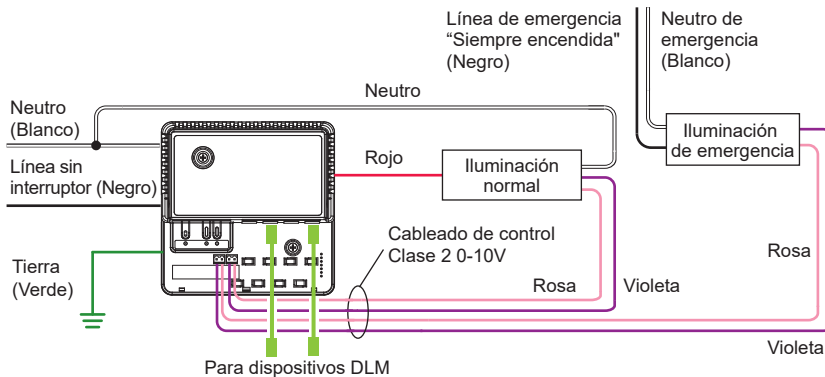 Línea de emergencia
“Siempre encendida"
(Negro)
Neutro de
emergencia
(Blanco)
Neutro
Neutro
(Blanco)
Iluminación
de emergencia
Rojo
Iluminación
normal
Línea sin
interruptor (Negro)
Cableado de control
Clase 2 0-10V
Rosa
Tierra
(Verde)
Rosa
Violeta
Violeta
Para dispositivos DLM